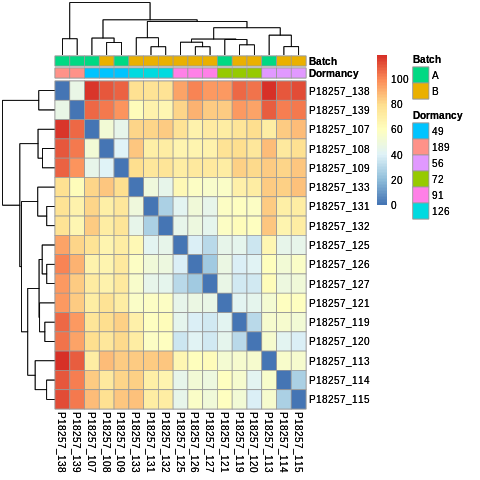 Batch
Dormancy
P18257_138
P18257_139
P18257_107
P18257_108
P18257_109
P18257_133
P18257_131
P18257_132
P18257_125
P18257_126
P18257_127
P18257_121
P18257_119
P18257_120
P18257_113
P18257_114
P18257_115
P18257_138
P18257_139
P18257_107
P18257_108
P18257_109
P18257_133
P18257_131
P18257_132
P18257_125
P18257_126
P18257_127
P18257_121
P18257_119
P18257_120
P18257_113
P18257_114
P18257_115
100
80
60
40
20
0
Batch
A
B
Dormancy
49
189
56
72
91
126